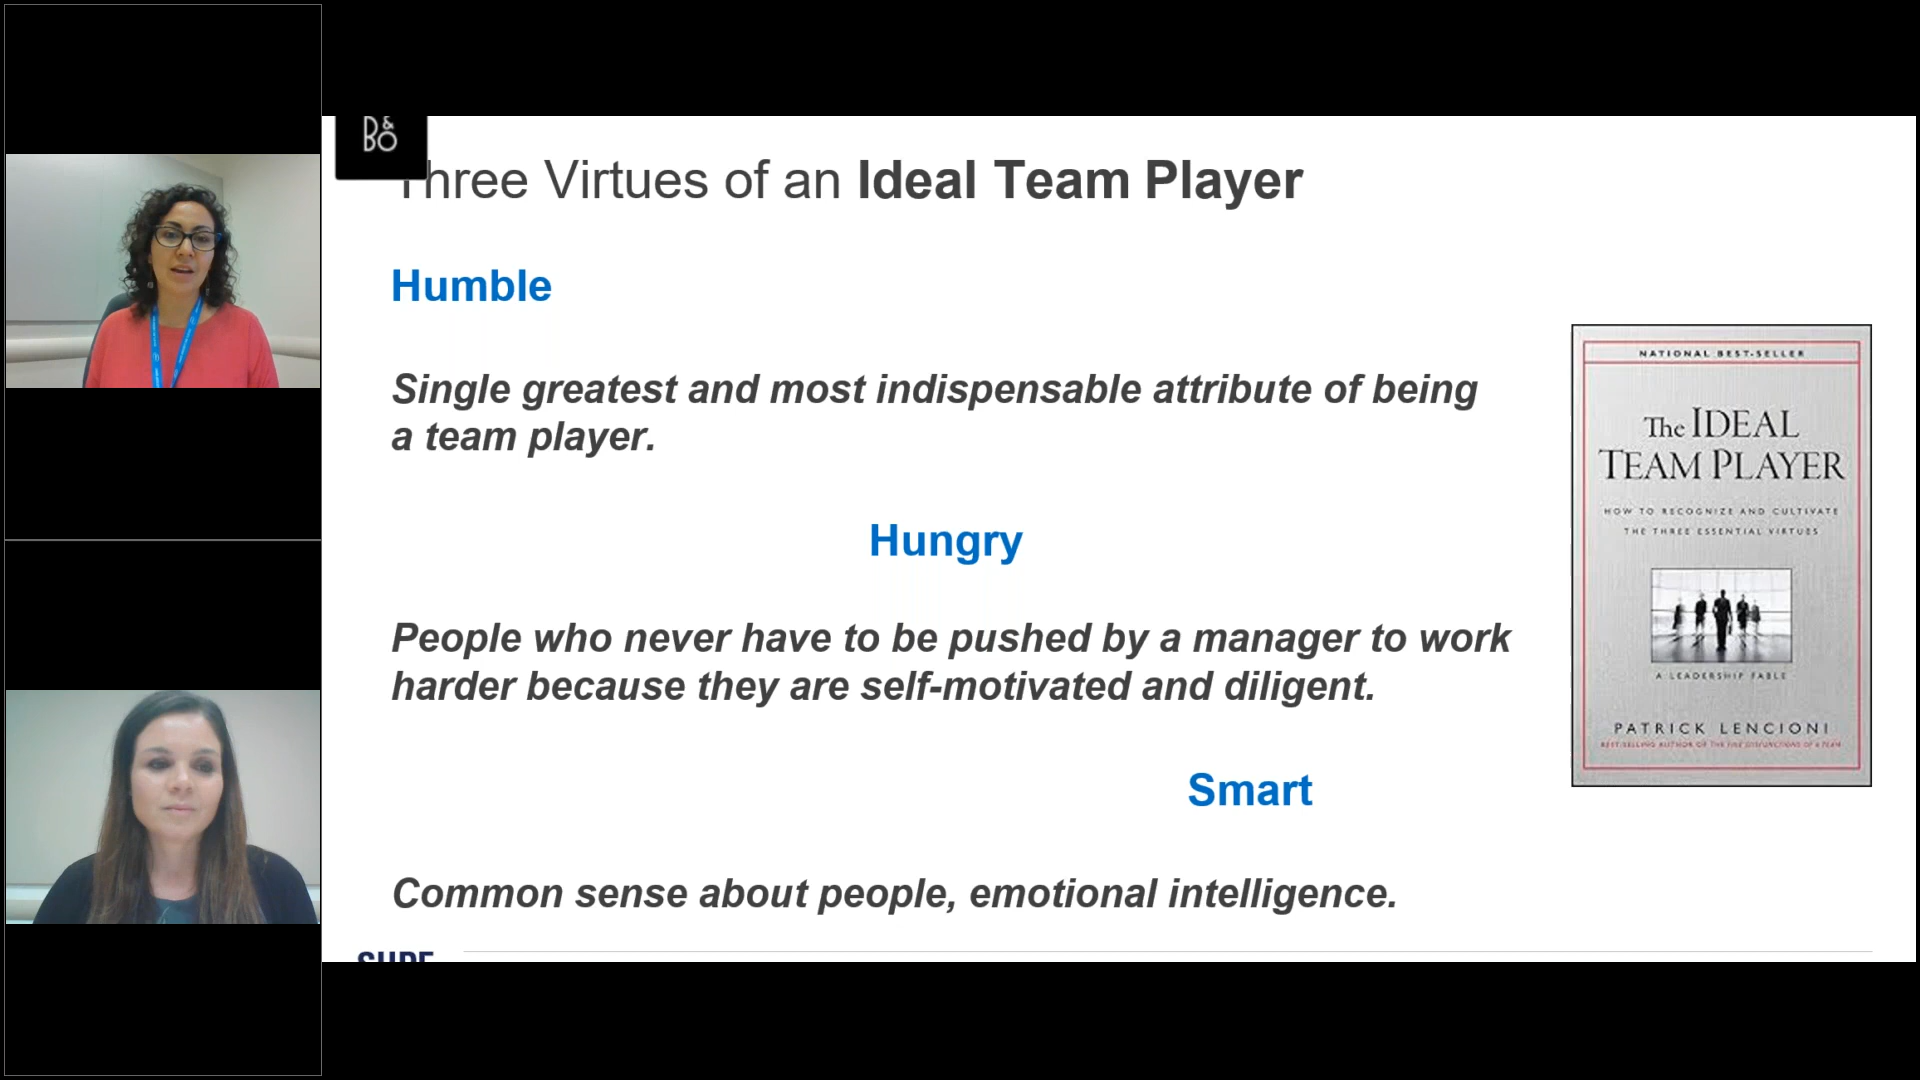 B&O
Three Virtues of an Ideal Team Player
Humble
Single greatest and most indispensable attribute of being
a team player.
Hungry
People who never have to be pushed by a manager to work
harder because they are self-motivated and diligent.
Smart
Common sense about people, emotional intelligence.
NATIONAL BEST-SELLER
The IDEAL
TEAM PLAYER
HOW TO RECOGNIZE AND CULTIVATE
THE THREE ESSENTIAL VIRTUES
A LEADERSHIP FABLE
PATRICK LENCIONI
BEST-SELLING AUTHOR OF THE FIVE DYSFUNCTIONS OF A TEAM